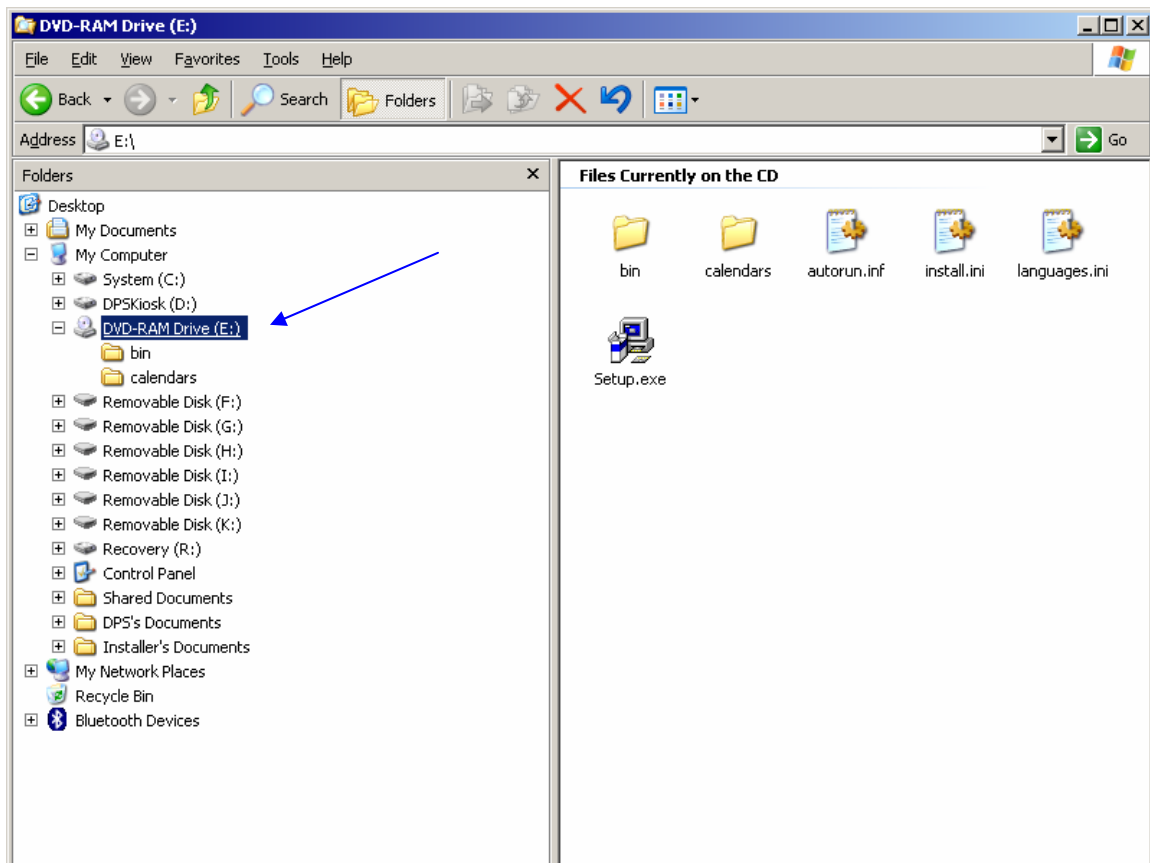 DVD-RAM Drive (E:)
File Edit View Favorites Tools Help
Back Search Folders
Address E:\ Go
Folders
Desktop
My Documents
My Computer
System (C:)
DPSKiosk (D:)
DVD-RAM Drive (E:)
bin
calendars
Removable Disk (F:)
Removable Disk (G:)
Removable Disk (H:)
Removable Disk (I:)
Removable Disk (J:)
Removable Disk (K:)
Recovery (R:)
Control Panel
Shared Documents
DPS's Documents
Installer's Documents
My Network Places
Recycle Bin
Bluetooth Devices
Files Currently on the CD
bin calendars autorun.inf install.ini languages.ini
Setup.exe